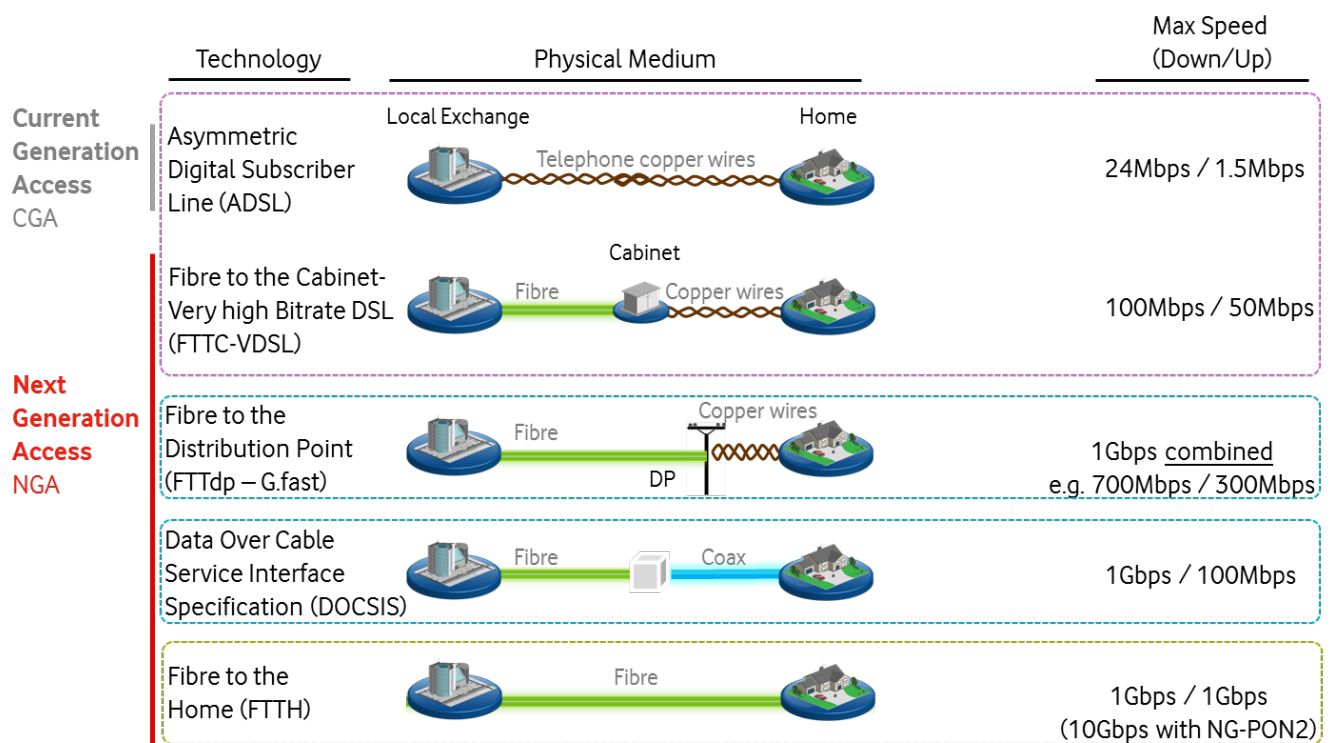 Technology
Physical Medium
Max Speed
(Down/Up)
Current
Generation
Access
CGA
Asymmetric
Digital Subscriber
Line (ADSL)
Local Exchange
Telephone copper wires
Home
24Mbps / 1.5Mbps
Next
Generation
Access
NGA
Fibre to the Cabinet-
Very high Bitrate DSL
(FTTC-VDSL)
Fibre
Cabinet
Copper wires
100Mbps / 50Mbps
Fibre to the
Distribution Point
(FTTdp – G.fast)
Fibre
DP
Copper wires
1Gbps combined
e.g. 700Mbps / 300Mbps
Data Over Cable
Service Interface
Specification (DOCSIS)
Fibre
Coax
1Gbps / 100Mbps
Fibre to the
Home (FTTH)
Fibre
1Gbps / 1Gbps
(10Gbps with NG-PON2)